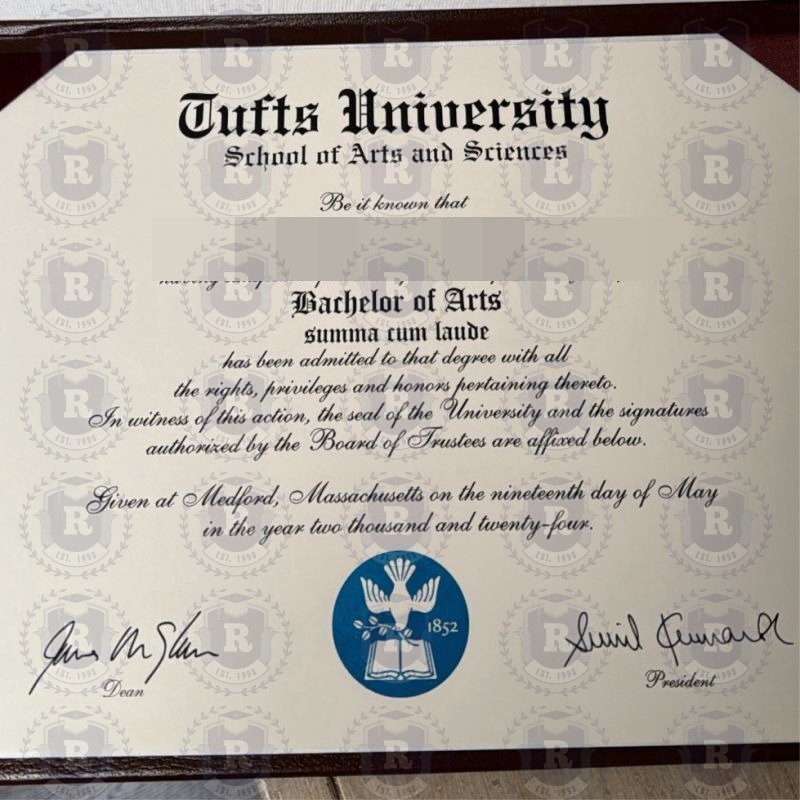 Tufts University
School of Arts and Sciences
Be it known that
Bachelor of Arts
summa cum laude
has been admitted to that degree with all
the rights, privileges and honors pertaining thereto.
In witness of this action, the seal of the University and the signatures
authorized by the Board of Trustees are affixed below.
Given at Medford, Massachusetts on the nineteenth day of May
in the year two thousand and twenty-four.
1852
Dean
President
R
EST. 1998